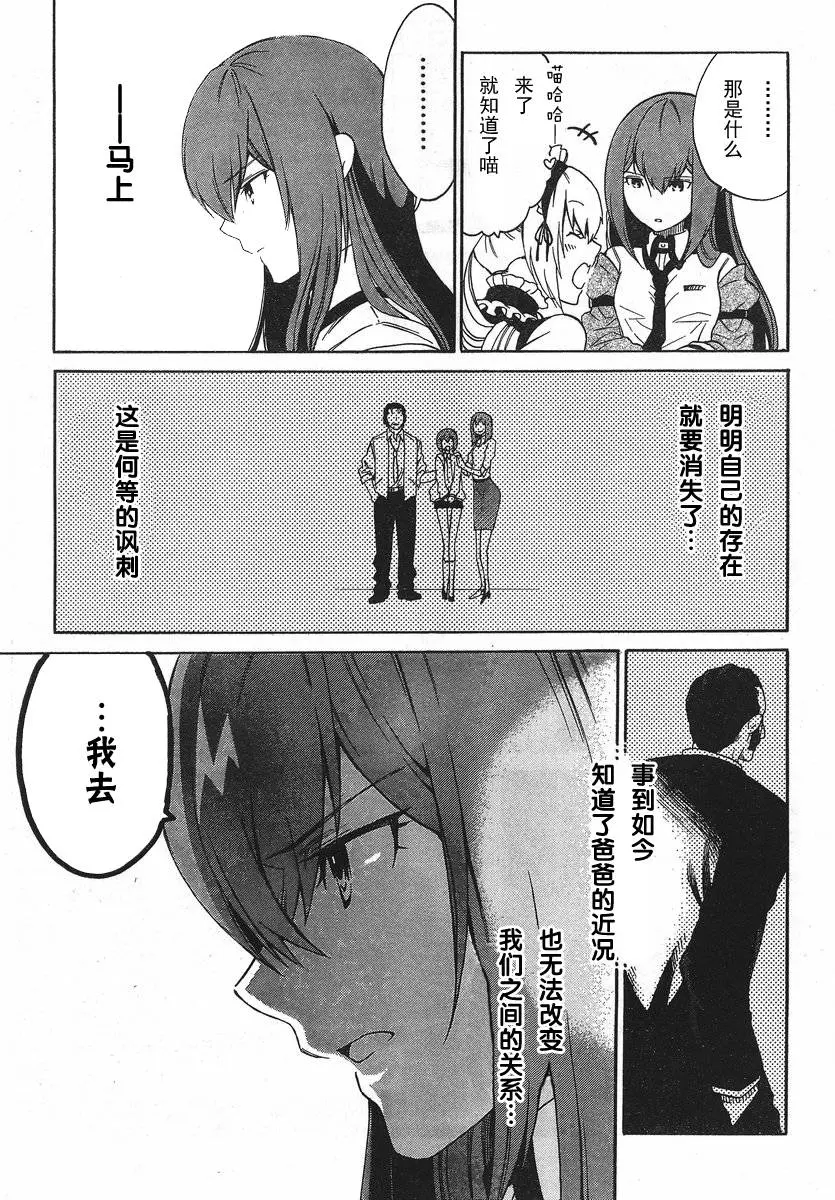 ………
那是什么
喵哈哈—
来了
就知道了喵
………
——马上
明明自己的存在
就要消失了…
这是何等的讽刺
事到如今
知道了爸爸的近况
也无法改变
我们之间的关系…
…我去